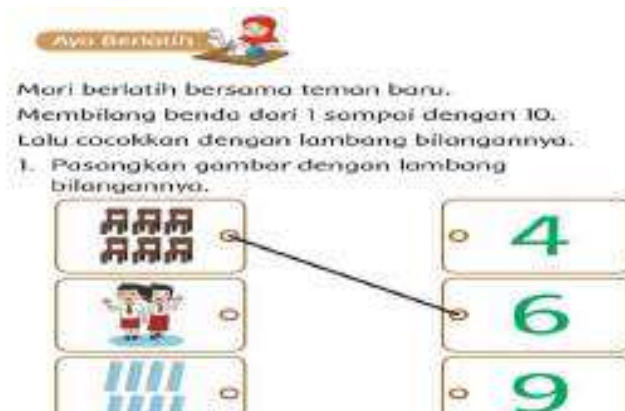 Ayo Berlatih
Mari berlatih bersama teman baru.
Membilang benda dari 1 sampai dengan 10.
Lalu cocokkan dengan lambang bilangannya.
1. Pasangkan gambar dengan lambang
bilangannya.
4
6
9